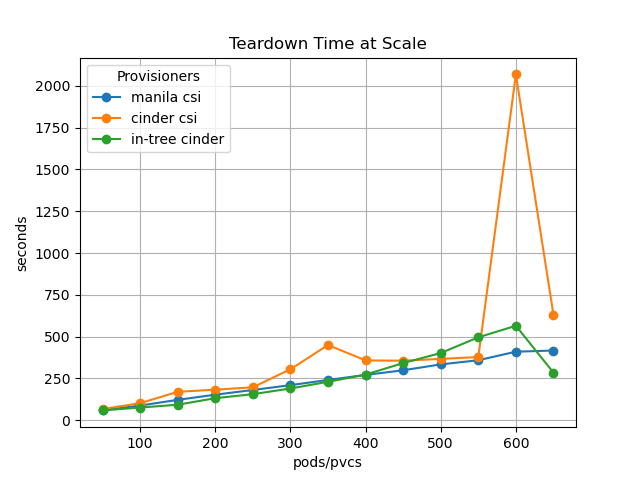 Teardown Time at Scale
Provisioners
manila csi
cinder csi
in-tree cinder
2000
1750
1500
1250
1000
750
500
250
0
seconds
100 200 300 400 500 600
pods/pvcs